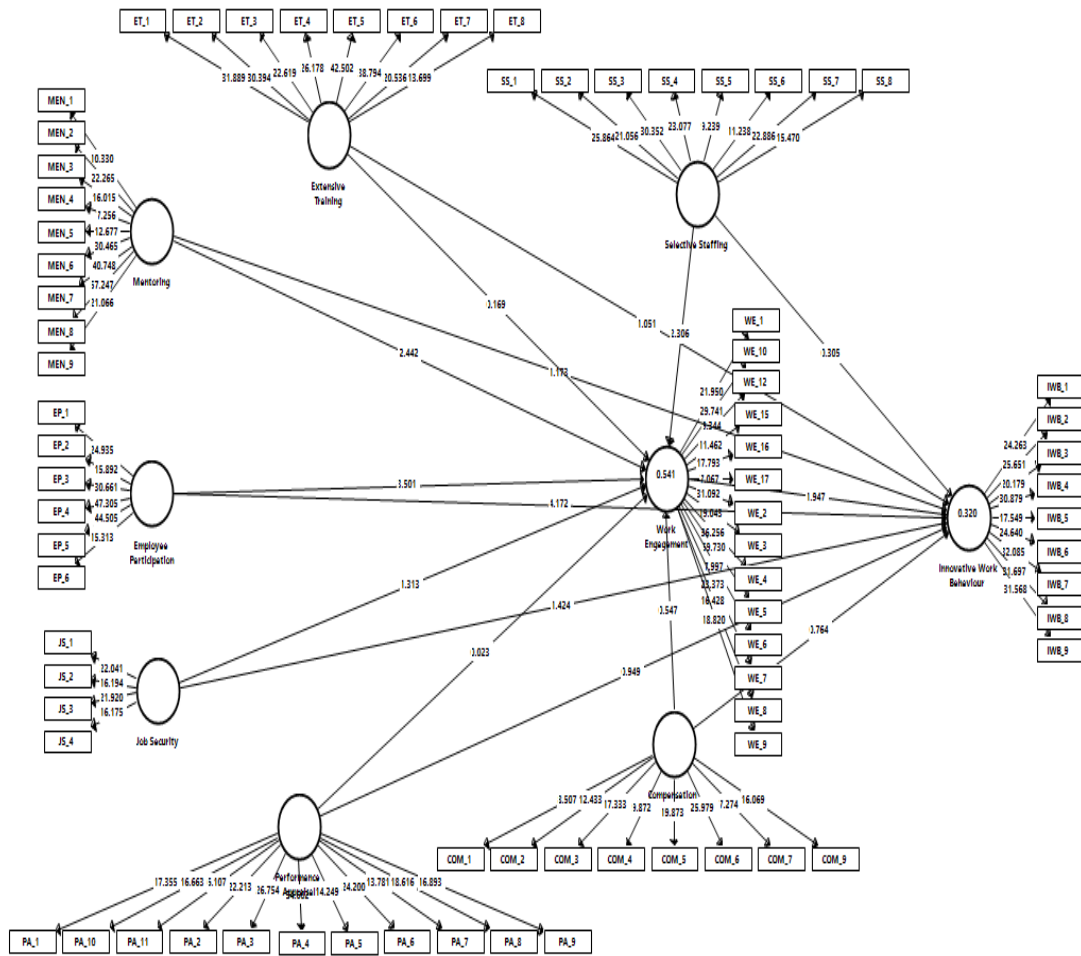 ET_1 ET_2 ET_3 ET_4 ET_5 ET_6 ET_7 ET_8
31.889 30.394 22.619 26.178 42.502 38.794 20.536 13.699
Extensive
Training
SS_1 SS_2 SS_3 SS_4 SS_5 SS_6 SS_7 SS_8
25.864 21.056 30.352 23.077 11.238 22.886 15.470
Selective Staffing
MEN_1
MEN_2
MEN_3
MEN_4
MEN_5
MEN_6
MEN_7
MEN_8
MEN_9
10.330
22.265
16.015
7.256
12.677
30.465
40.748
21.066
Mentoring
0.169
1.051
2.306
0.305
2.442
1.173
EP_1
EP_2
EP_3
EP_4
EP_5
EP_6
24.935
15.892
30.661
47.305
44.505
15.313
Employee
Participation
3.501
4.172
WE_1
WE_10
WE_12
WE_15
WE_16
WE_17
WE_2
WE_3
WE_4
WE_5
WE_6
WE_7
WE_8
WE_9
21.950
29.741
11.462
17.793
31.092
36.256
23.373
16.428
18.820
0.541
Work
Engagement
1.947
0.320
Innovative Work
Behaviour
IWB_1
IWB_2
IWB_3
IWB_4
IWB_5
IWB_6
IWB_7
IWB_8
IWB_9
24.263
25.651
20.179
30.879
17.549
24.640
32.085
31.697
31.568
JS_1
JS_2
JS_3
JS_4
22.041
16.194
21.920
16.175
Job Security
1.313
1.424
0.023
0.949
0.547
0.764
Compensation
12.433 17.333 19.873 25.979 16.069
COM_1 COM_2 COM_3 COM_4 COM_5 COM_6 COM_7 COM_9
Performance
Appraisal
17.355 16.663 22.213 26.754 14.249 24.200 13.781 18.616 16.893
PA_1 PA_10 PA_11 PA_2 PA_3 PA_4 PA_5 PA_6 PA_7 PA_8 PA_9